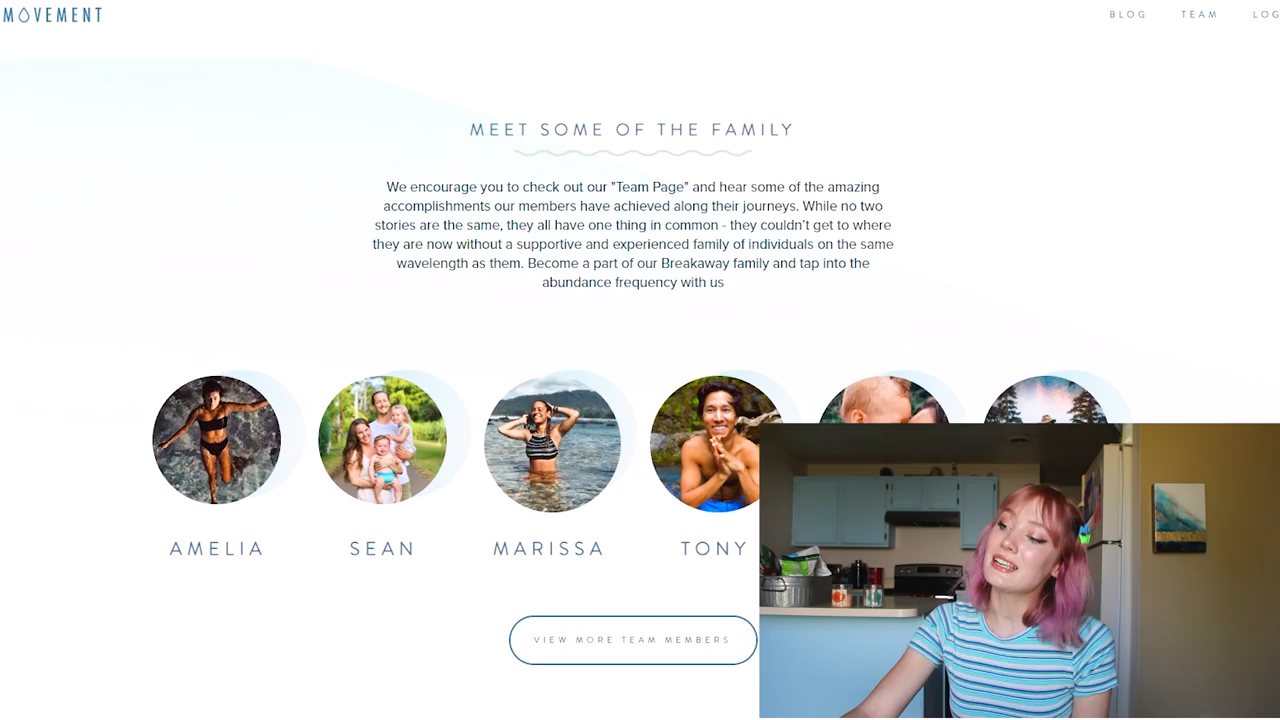 MOVEMENT
BLOG TEAM LOG
MEET SOME OF THE FAMILY
We encourage you to check out our "Team Page" and hear some of the amazing
accomplishments our members have achieved along their journeys. While no two
stories are the same, they all have one thing in common - they couldn't get to where
they are now without a supportive and experienced family of individuals on the same
wavelength as them. Become a part of our Breakaway family and tap into the
abundance frequency with us
AMELIA SEAN MARISSA TONY
VIEW MORE TEAM MEMBERS